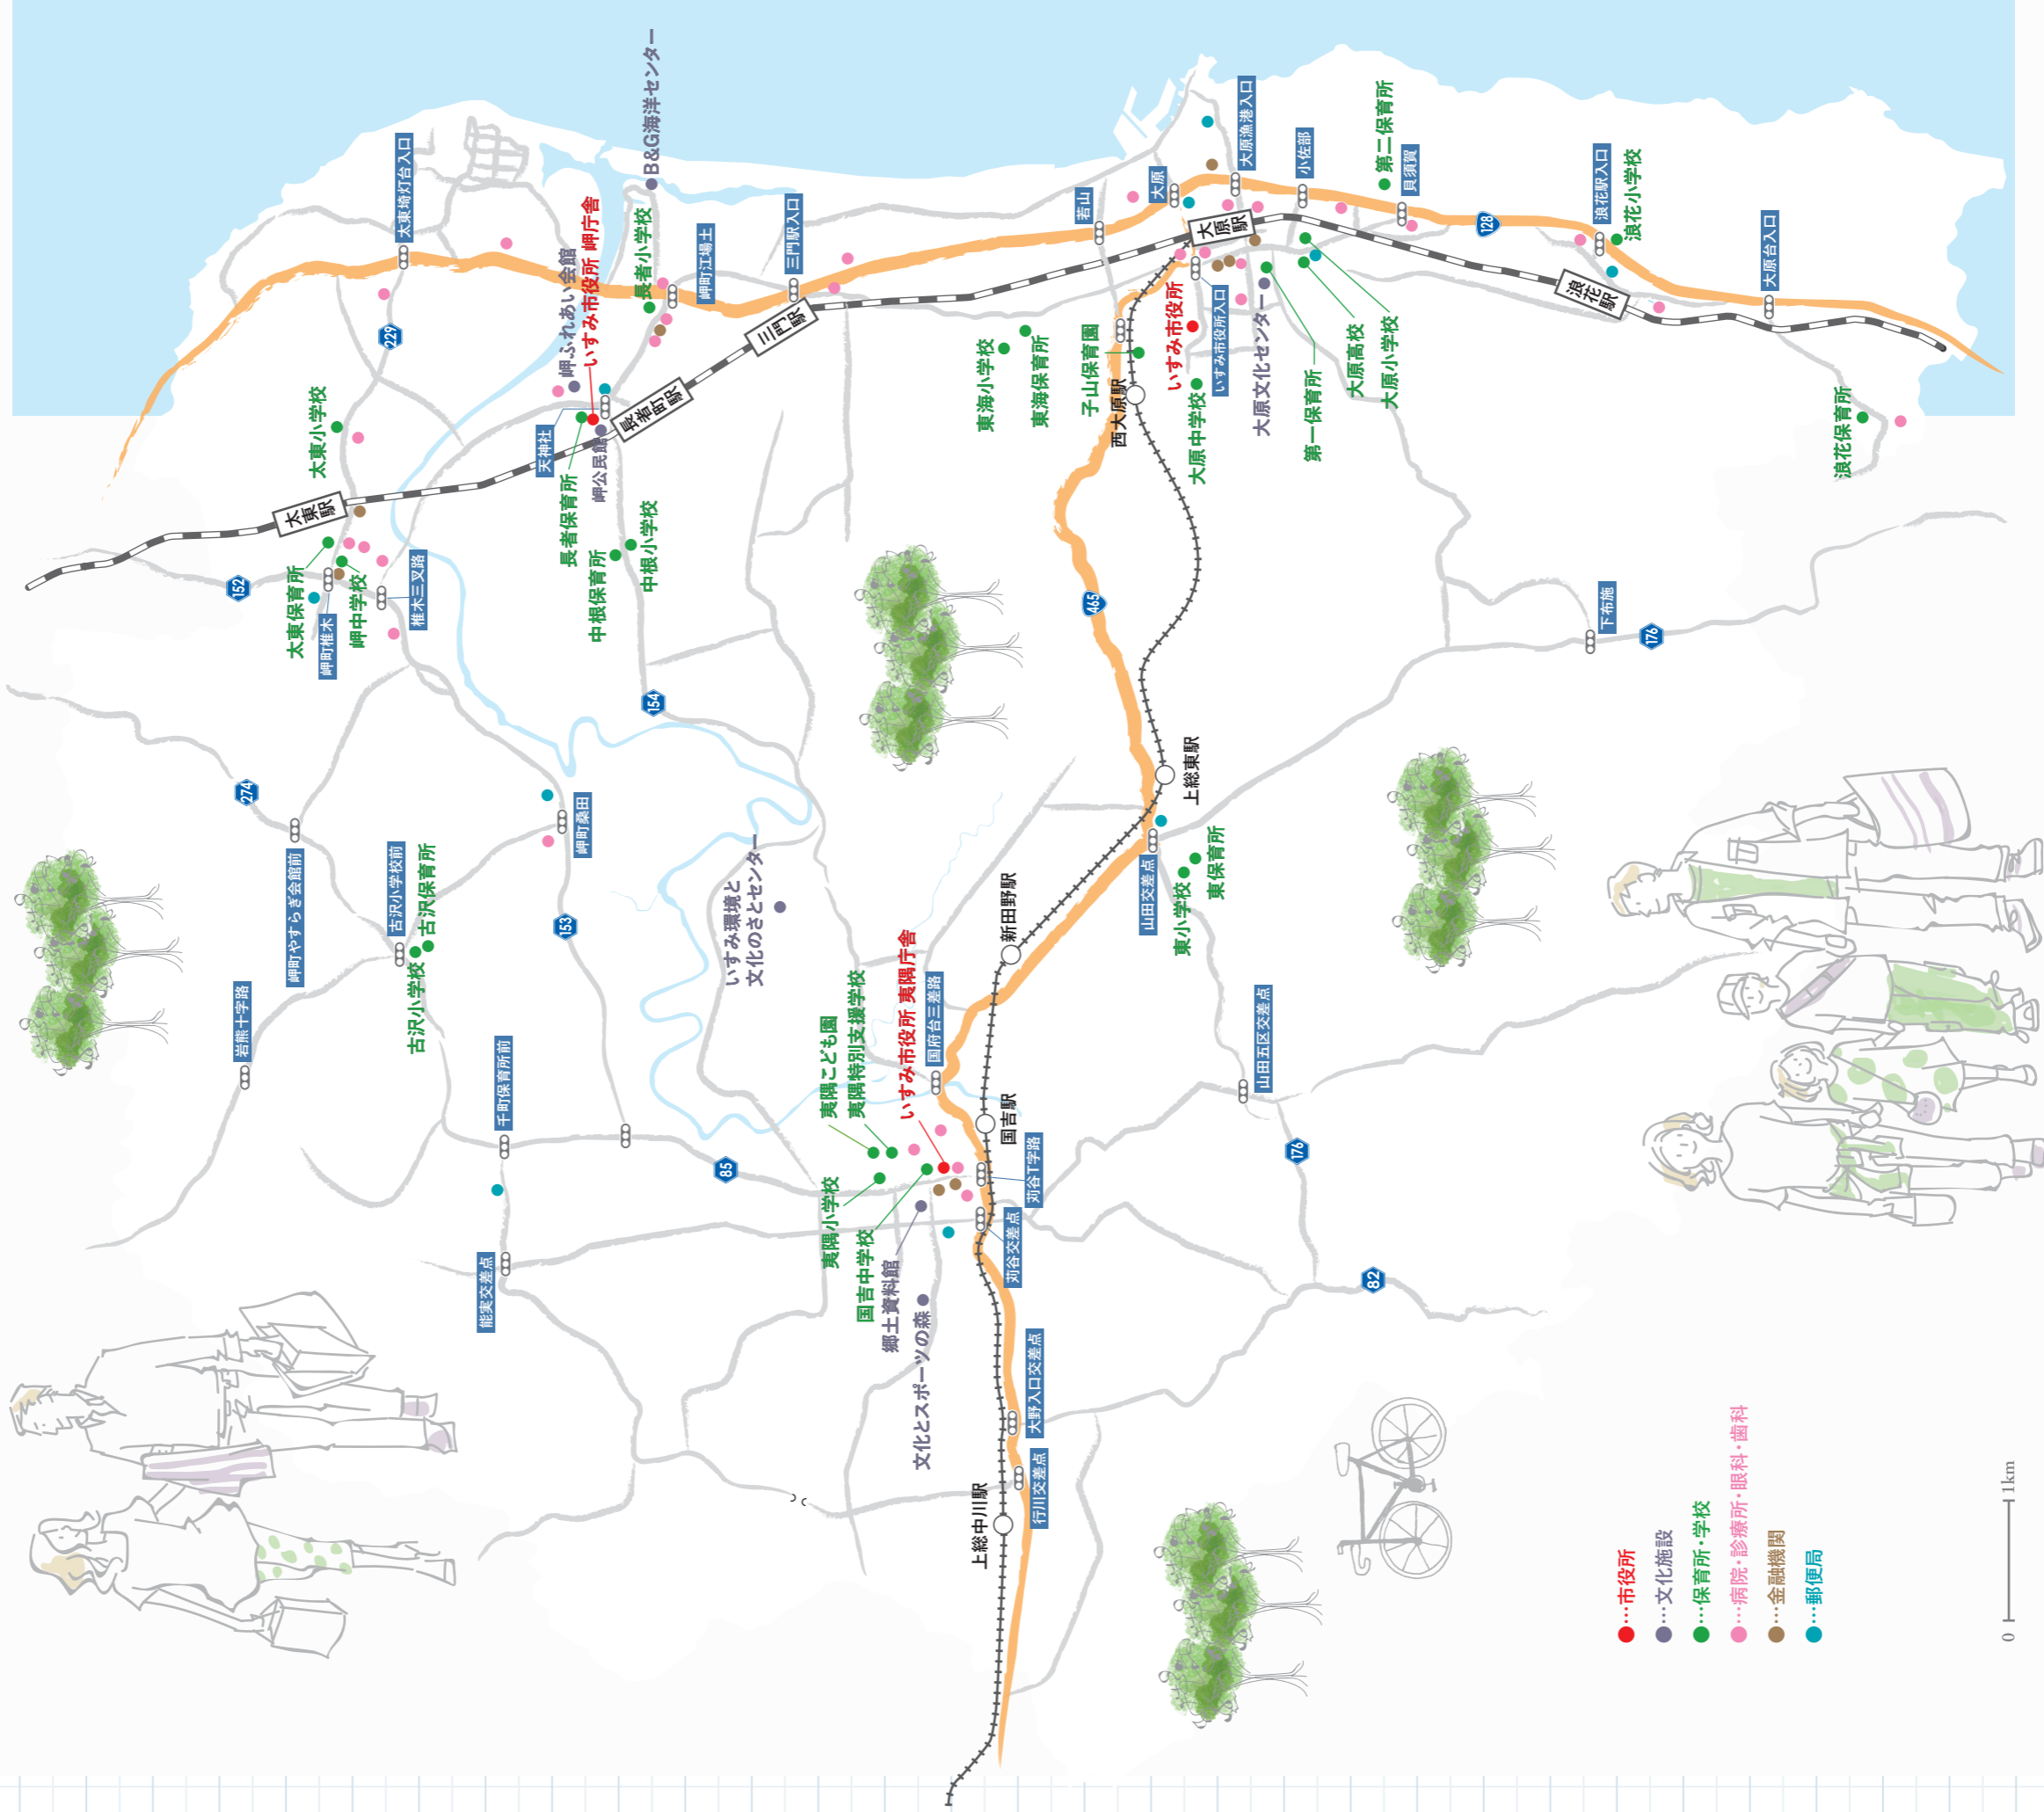 太東埼灯台入口
229
太東小学校
太東駅
152
太東保育所
岬町椎木
岬中学校
椎木三叉路
274
岬町やすらぎ会館前
古沢小学校前
古沢保育所
古沢小学校
岩熊十字路
B&G海洋センター
岬ふれあい会館
いすみ市役所 岬庁舎
長者小学校
岬町江場土
三門駅入口
三門駅
長者町駅
天神社
岬公民館
長者保育所
中根保育所
中根小学校
154
岬町桑田
153
いすみ環境と
文化のさとセンター
千町保育所前
85
能実交差点
若山
大原
大原漁港入口
小佐部
第二保育所
貝須賀
128
浪花駅入口
浪花小学校
大原台入口
大原駅
浪花駅
東海小学校
東海保育所
子山保育園
西大原駅
いすみ市役所
いすみ市役所入口
大原中学校
大原文化センター
第一保育所
大原高校
大原小学校
浪花保育所
465
下布施
176
上総東駅
山田交差点
東小学校
東保育所
新田野駅
国府台三差路
いすみ市役所 夷隅庁舎
夷隅特別支援学校
夷隅こども園
国吉駅
苅谷T字路
苅谷交差点
夷隅小学校
国吉中学校
郷土資料館
文化とスポーツの森
山田五区交差点
176
82
大野入口交差点
行川交差点
上総中川駅
●…市役所
●…文化施設
●…保育所・学校
●…病院・診療所・眼科・歯科
●…金融機関
●…郵便局
0 1km